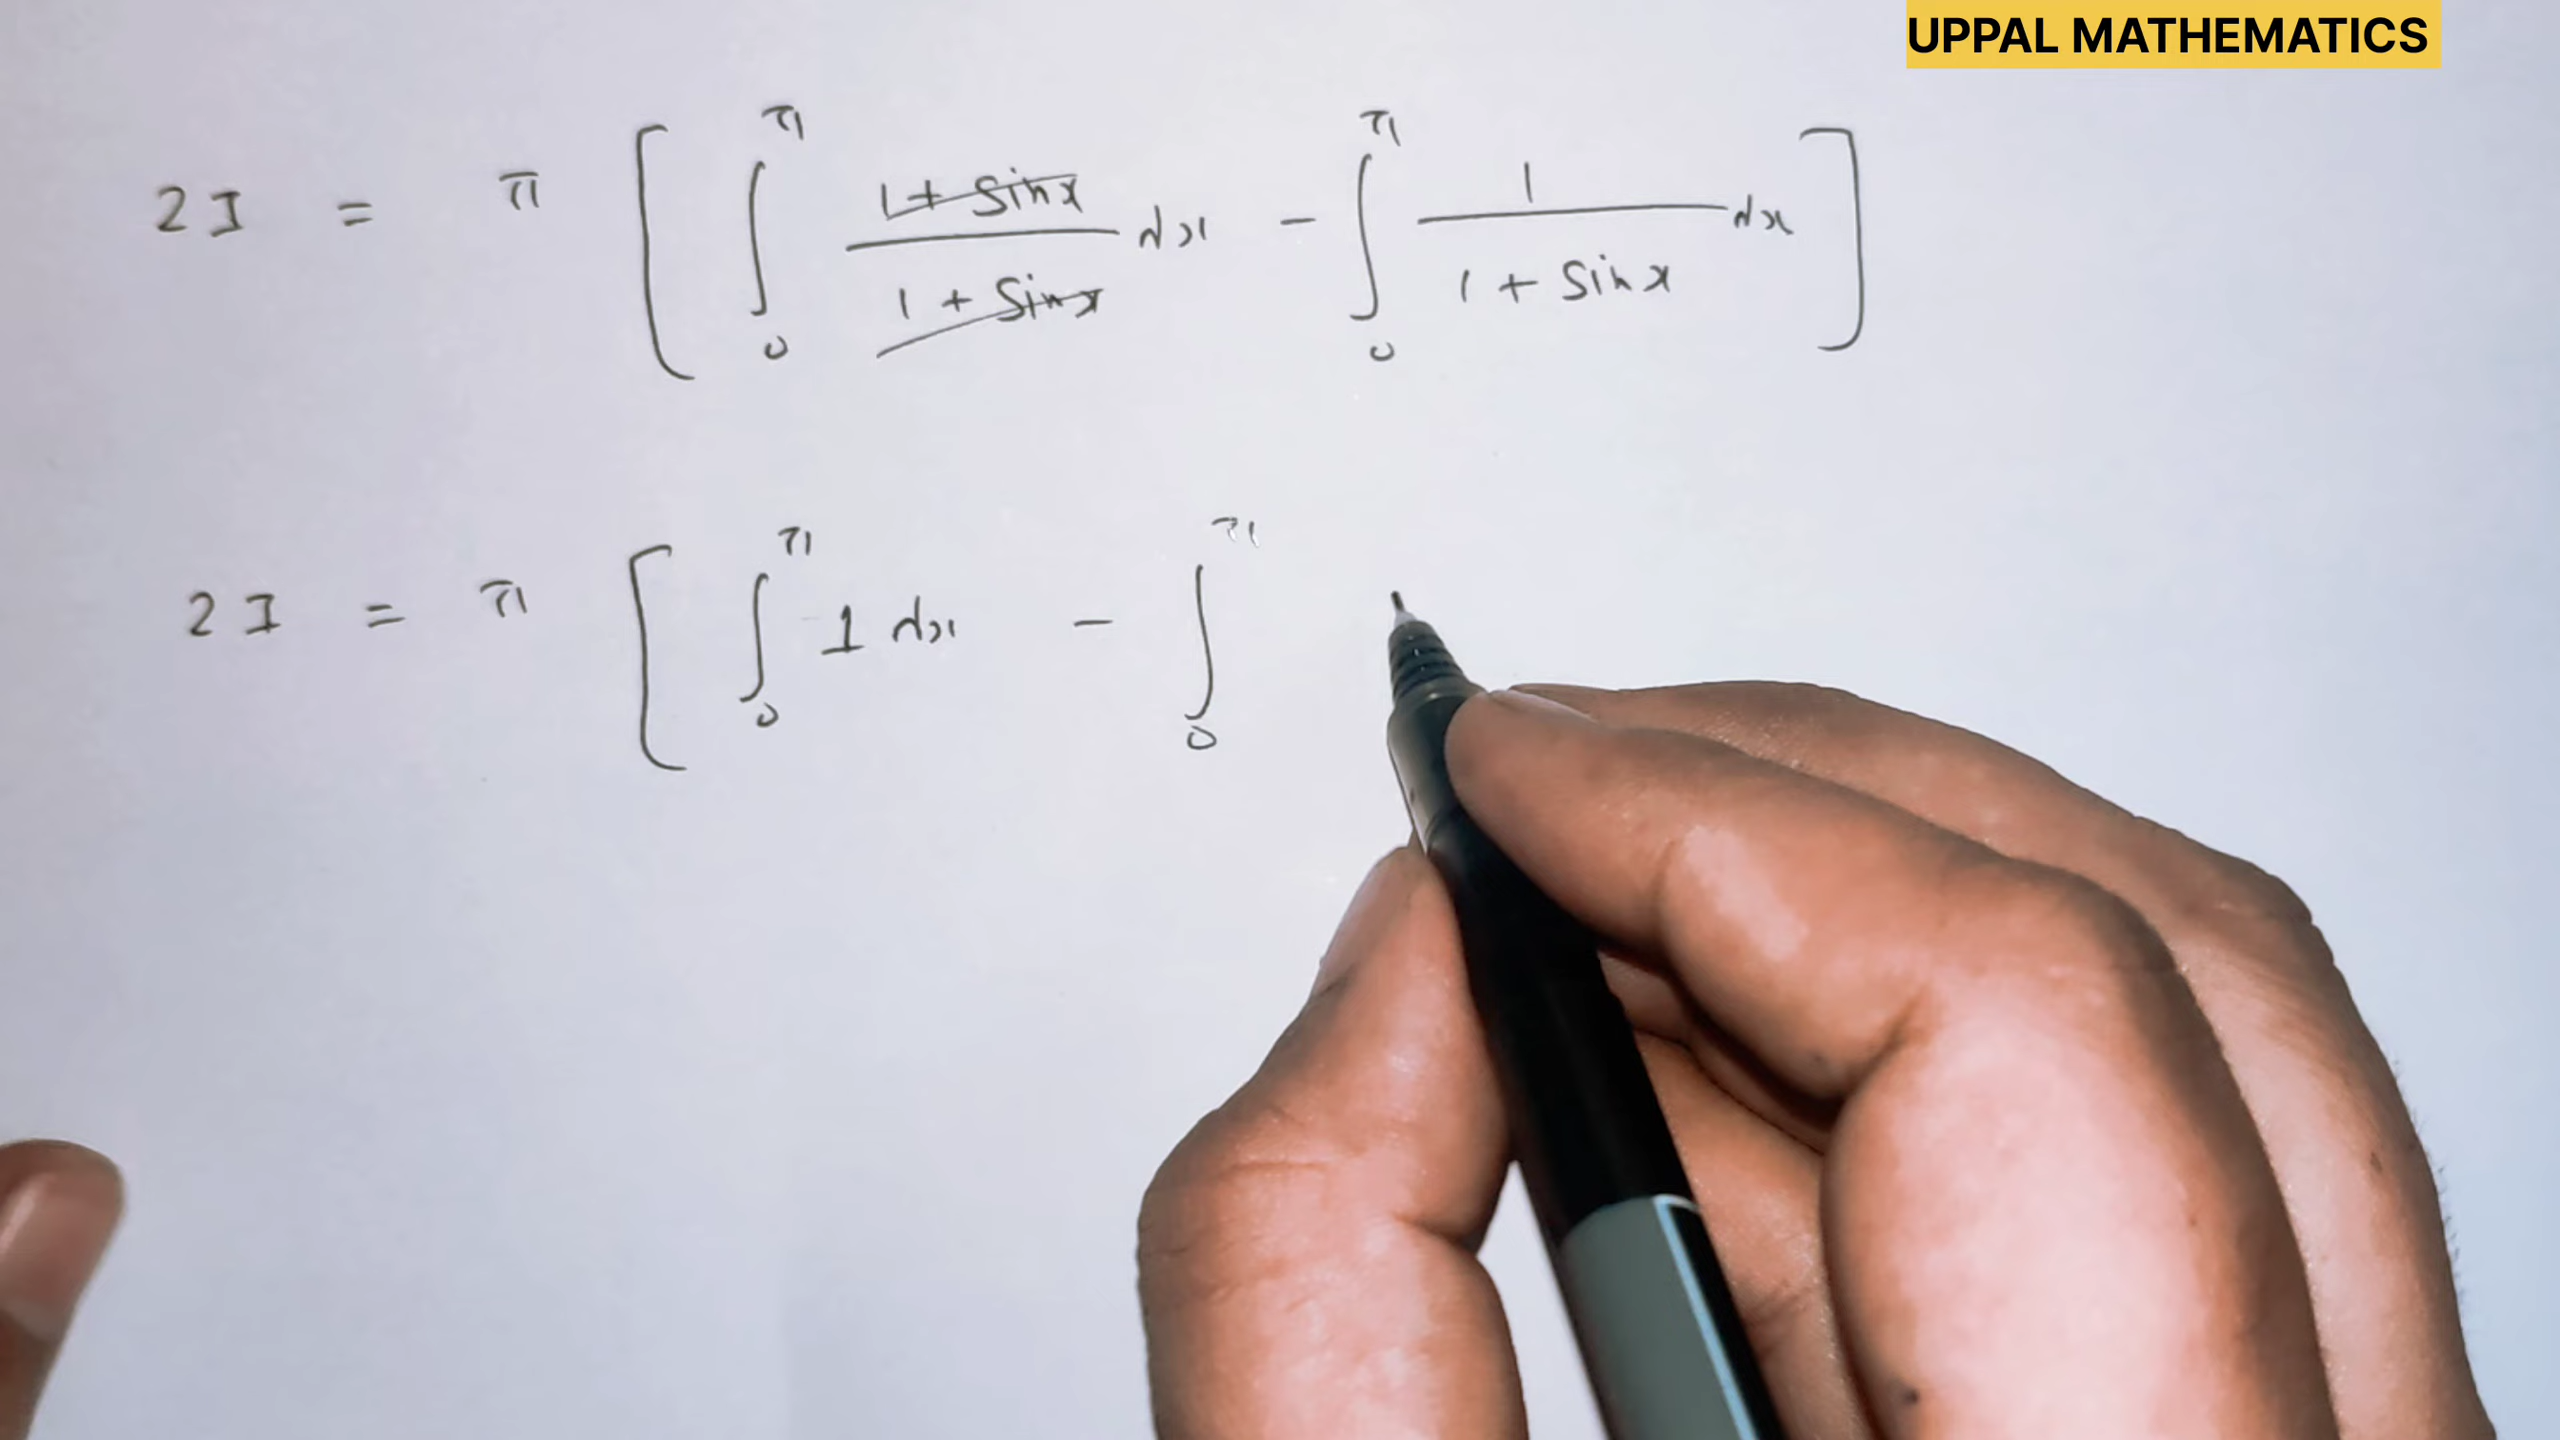 UPPAL MATHEMATICS
2I = π [ ∫₀^π (1 + sinx)/(1 + sinx) dx - ∫₀^π 1/(1 + sinx) dx ]
2I = π [ ∫₀^π 1 dx - ∫₀^π